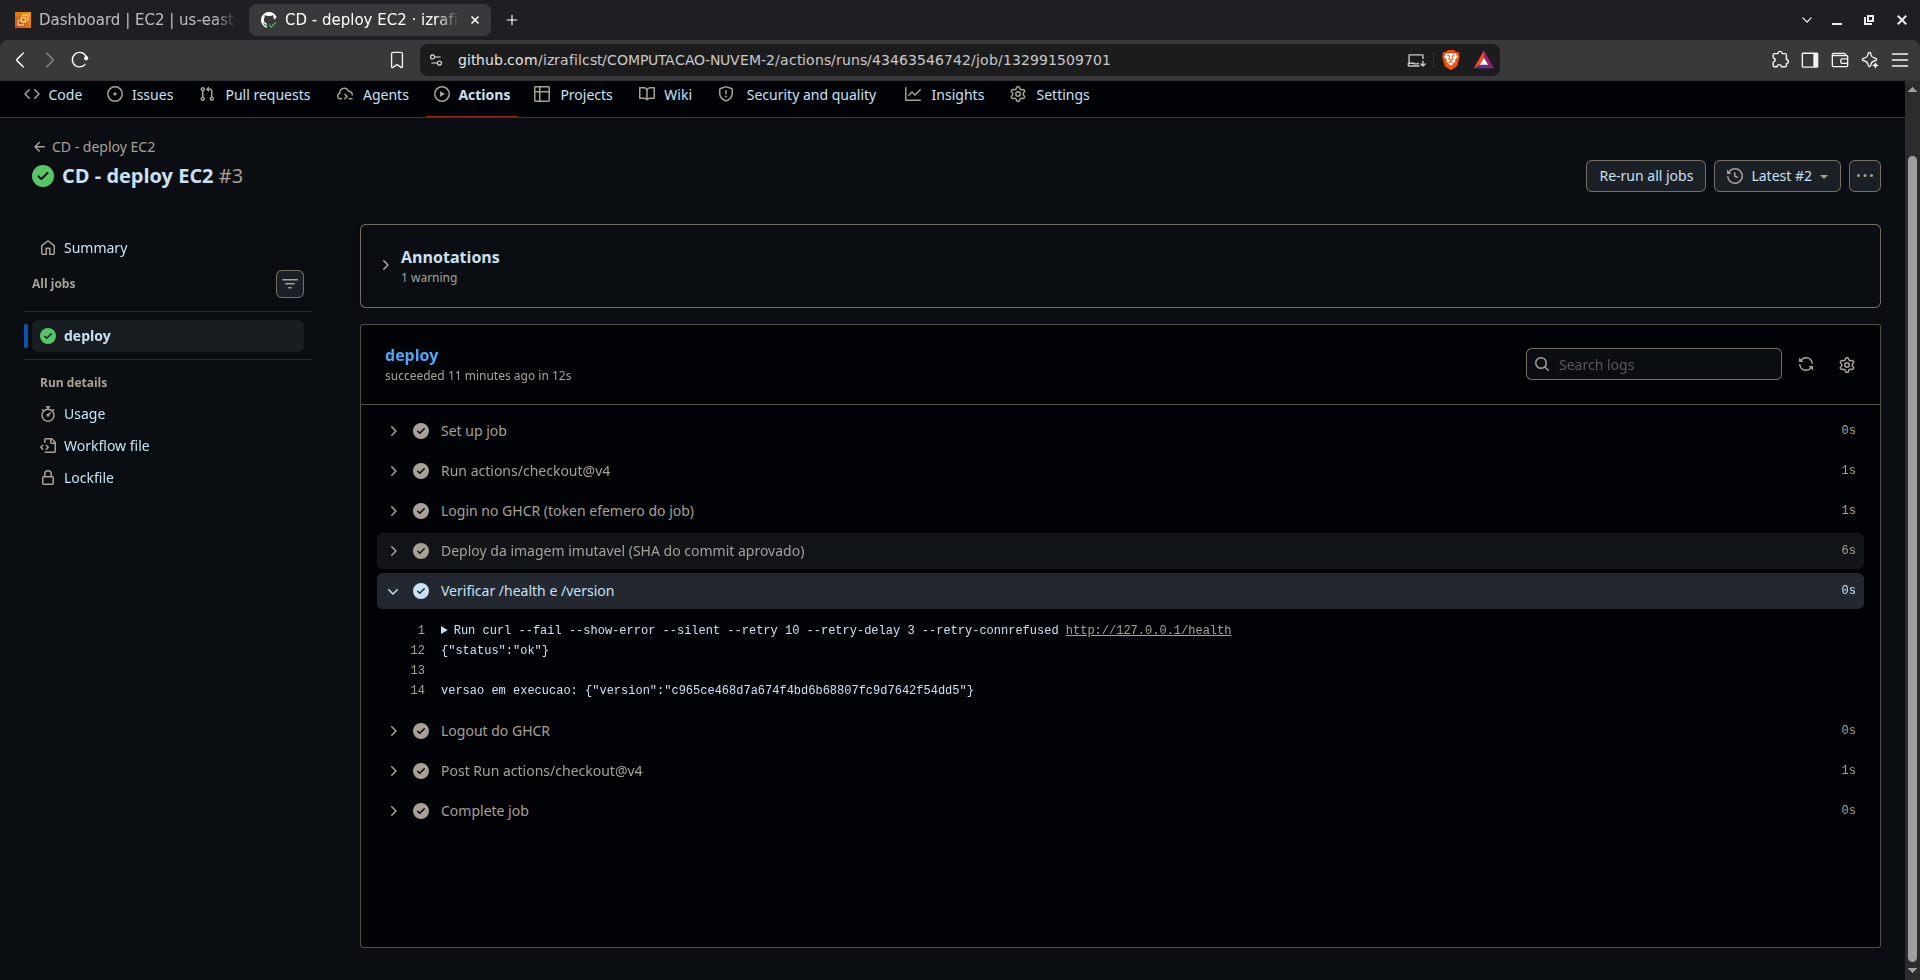 Dashboard | EC2 | us-east
CD - deploy EC2 · izrafi
github.com/izrafilcst/COMPUTACAO-NUVEM-2/actions/runs/43463546742/job/132991509701
Code Issues Pull requests Agents Actions Projects Wiki Security and quality Insights Settings
CD - deploy EC2
CD - deploy EC2 #3
Re-run all jobs
Latest #2
Summary
All jobs
deploy
Run details
Usage
Workflow file
Lockfile
Annotations
1 warning
deploy
succeeded 11 minutes ago in 12s
Search logs
Set up job 0s
Run actions/checkout@v4 1s
Login no GHCR (token efemero do job) 1s
Deploy da imagem imutavel (SHA do commit aprovado) 6s
Verificar /health e /version 0s
1 Run curl --fail --show-error --silent --retry 10 --retry-delay 3 --retry-connrefused http://127.0.0.1/health
12 {"status":"ok"}
13
14 versao em execucao: {"version":"c965ce468d7a674f4bd6b68807fc9d7642f54dd5"}
Logout do GHCR 0s
Post Run actions/checkout@v4 1s
Complete job 0s